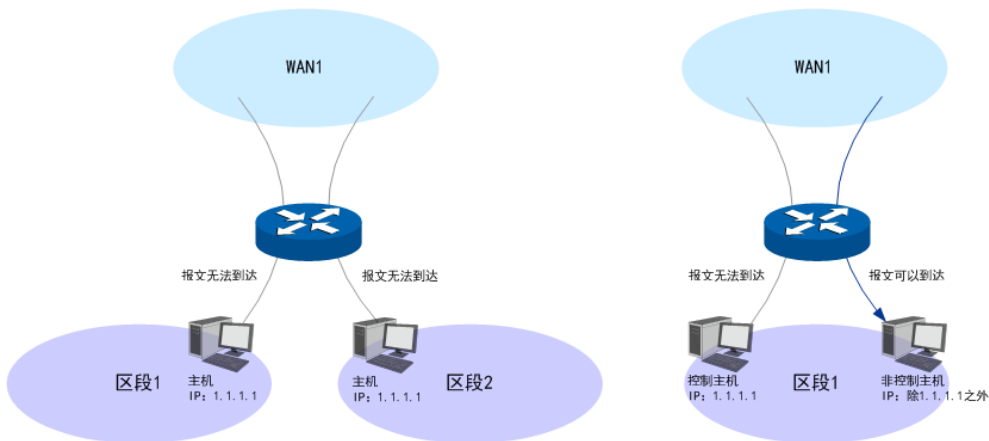 WAN1
报文无法到达
报文无法到达
区段1
主机
IP: 1.1.1.1
主机
IP: 1.1.1.1
区段2
WAN1
报文无法到达
报文可以到达
控制主机
IP: 1.1.1.1
区段1
非控制主机
IP: 除1.1.1.1之外